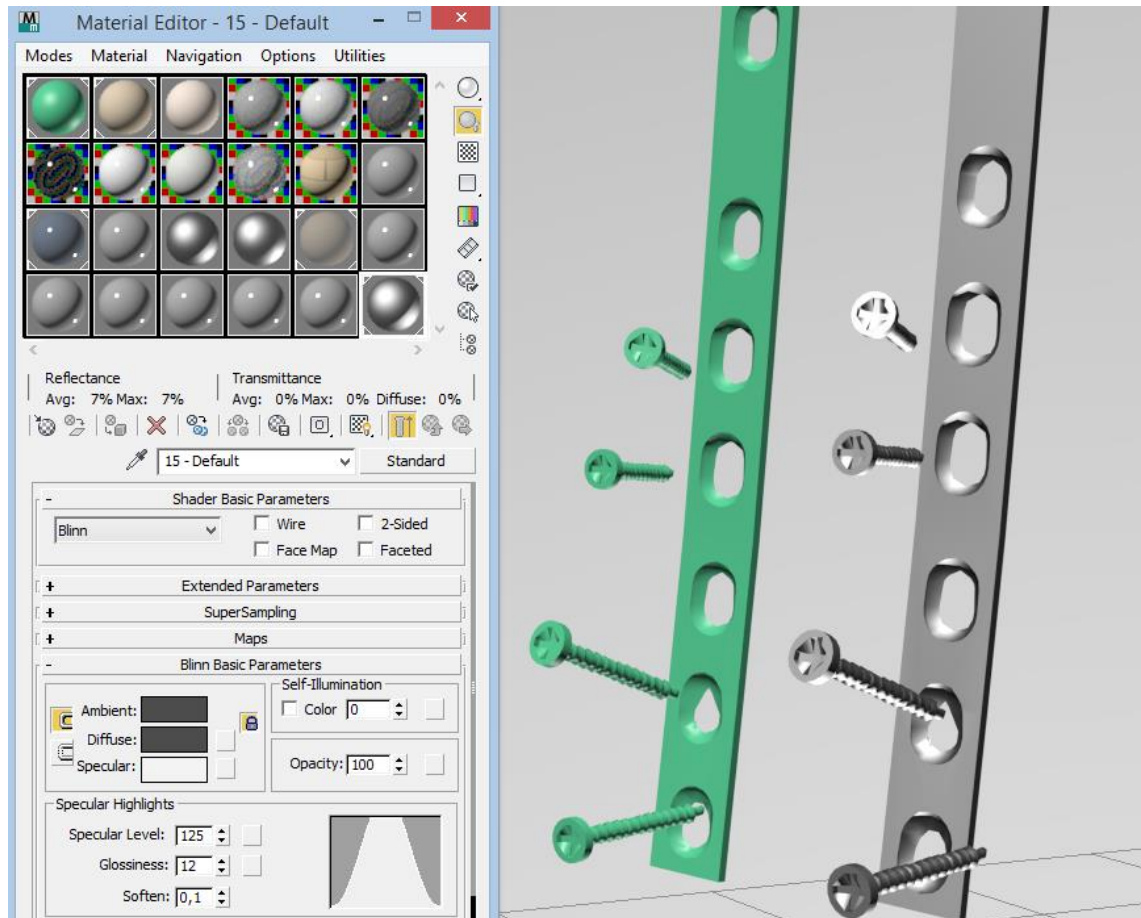 Material Editor - 15 - Default
Modes Material Navigation Options Utilities
Reflectance
Avg: 7% Max: 7%
Transmittance
Avg: 0% Max: 0% Diffuse: 0%
15 - Default
Standard
- Shader Basic Parameters
Blinn
Wire
2-Sided
Face Map
Faceted
+ Extended Parameters
+ SuperSampling
+ Maps
- Blinn Basic Parameters
Ambient:
Diffuse:
Specular:
Self-Illumination
Color 0
Opacity: 100
Specular Highlights
Specular Level: 125
Glossiness: 12
Soften: 0,1